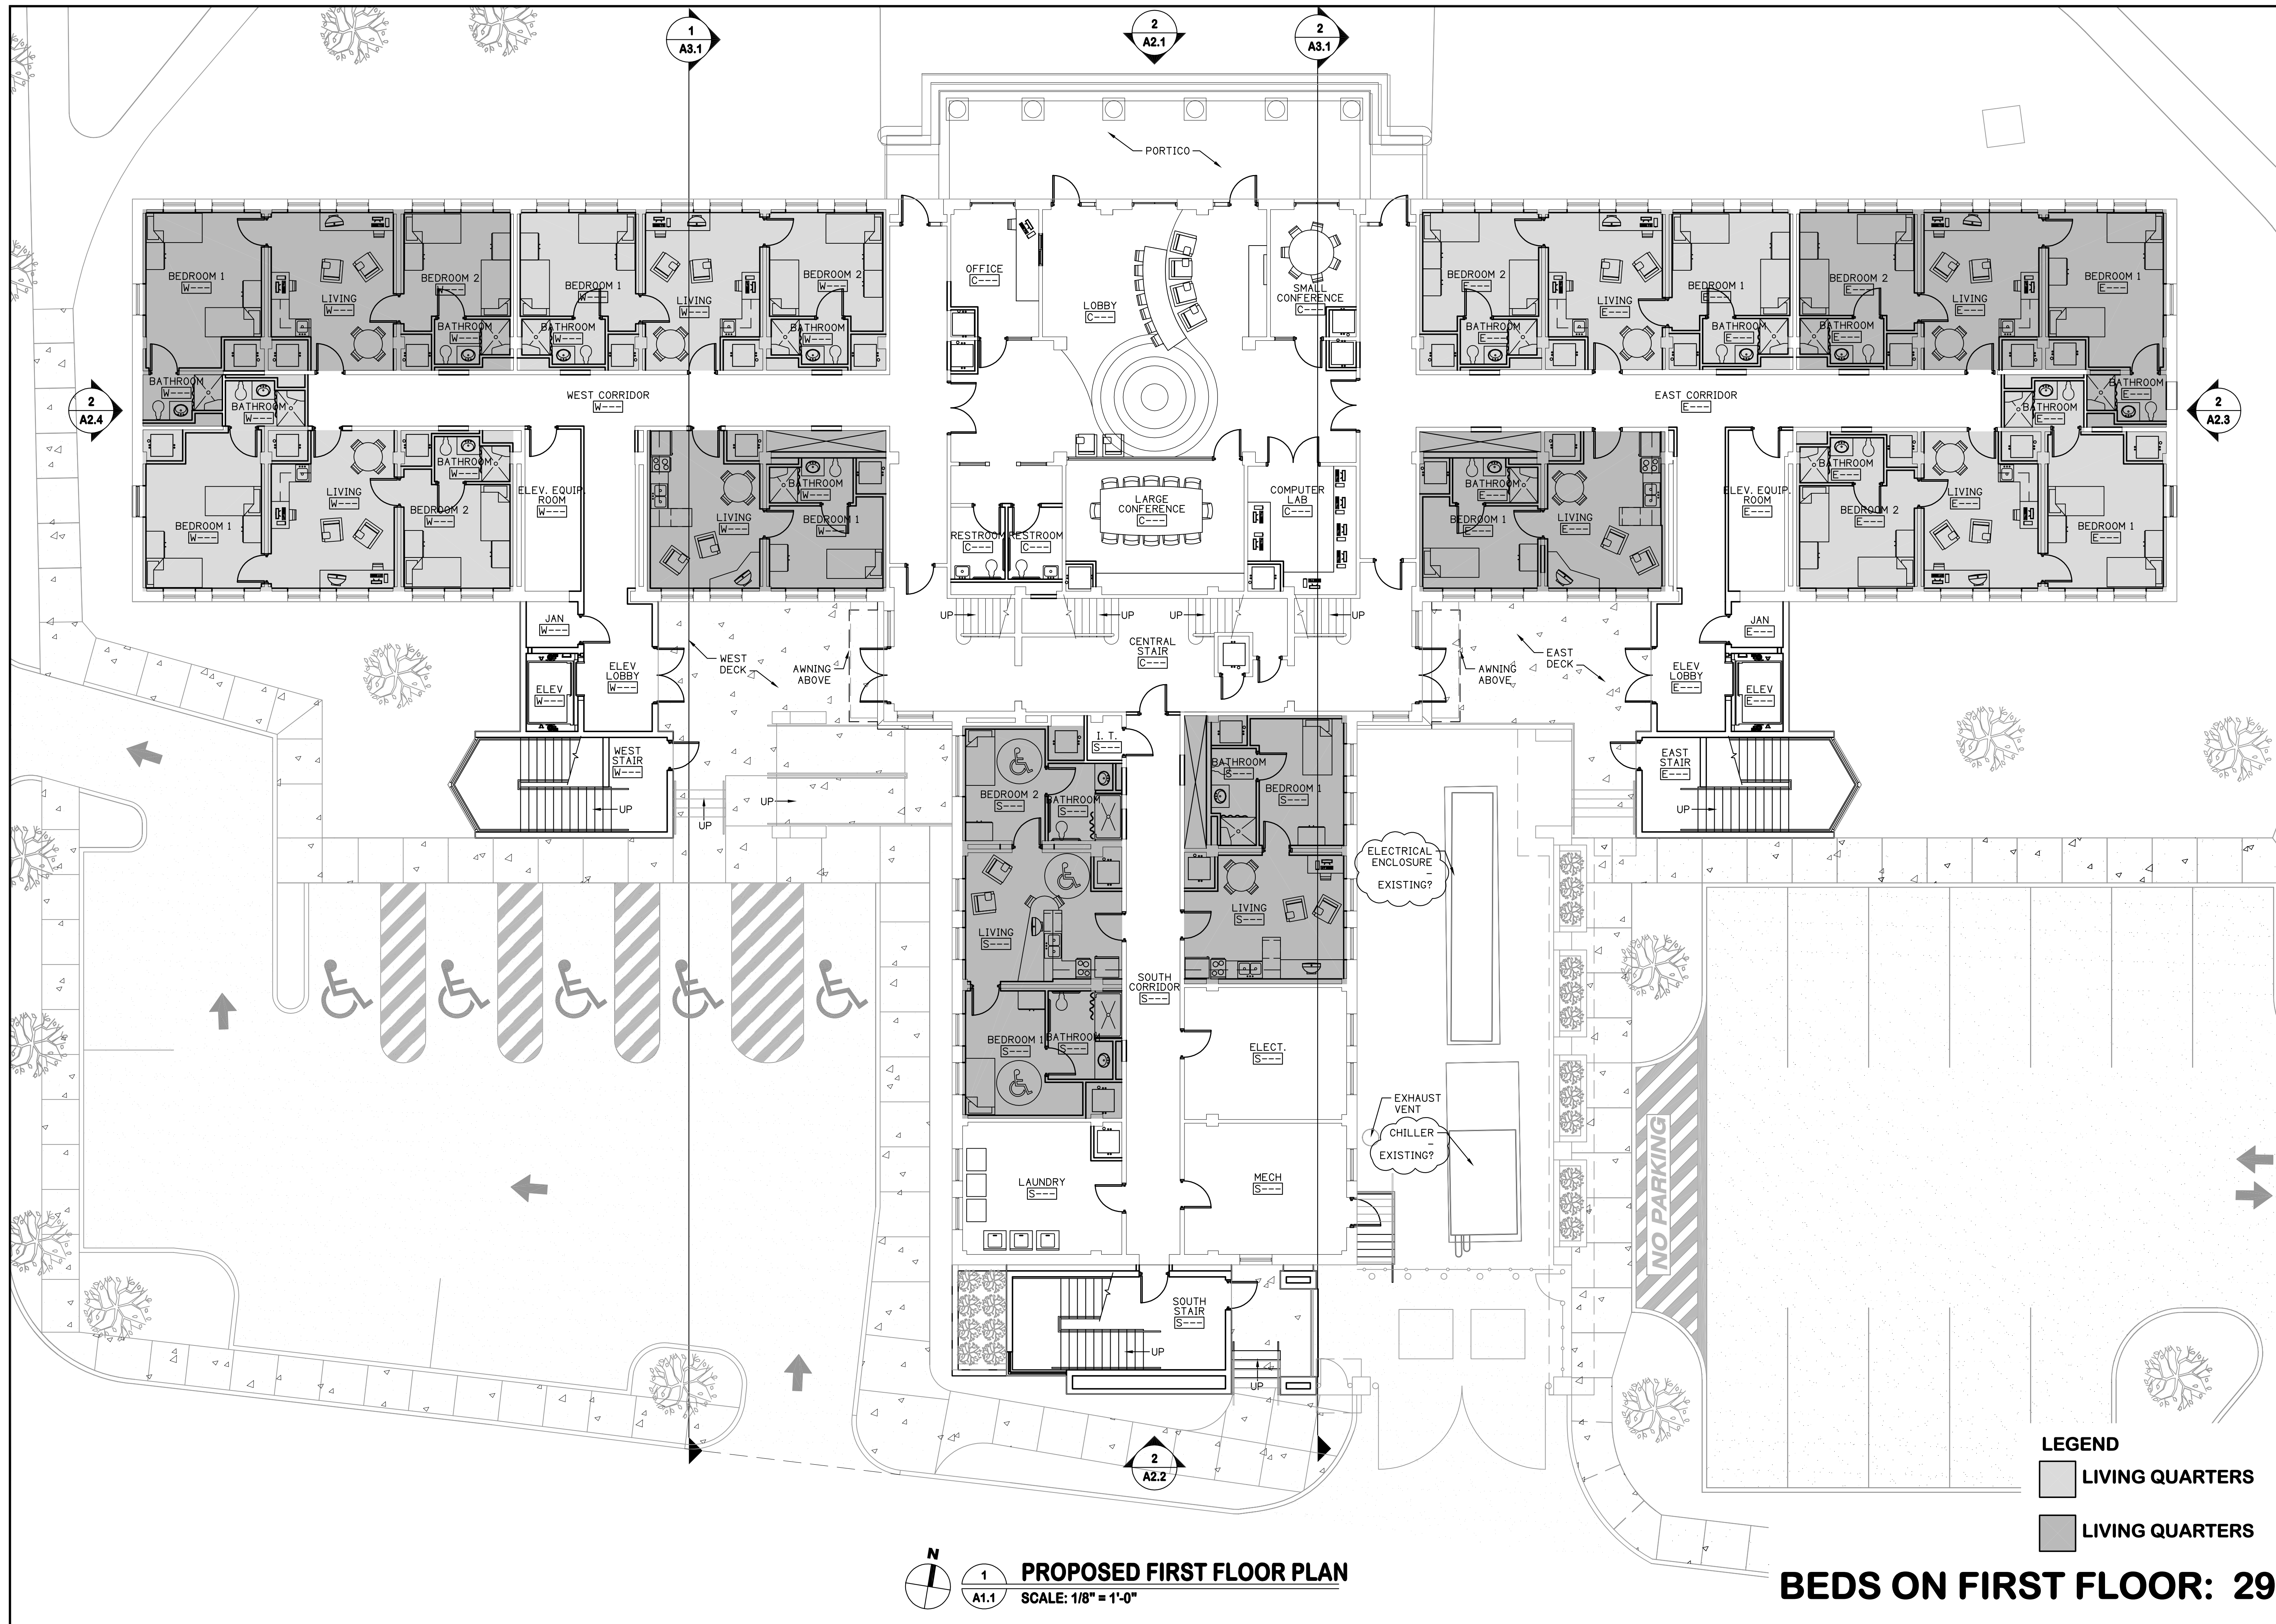 1
A3.1
2
A2.1
2
A3.1
PORTICO
BEDROOM 1
W---
LIVING
W---
BEDROOM 2
W---
BATHROOM
W---
BEDROOM 1
W---
BATHROOM
W---
LIVING
W---
BEDROOM 2
W---
BATHROOM
W---
OFFICE
C---
LOBBY
C---
SMALL
CONFERENCE
C---
BEDROOM 2
E---
BATHROOM
E---
LIVING
E---
BEDROOM 1
E---
BATHROOM
E---
BEDROOM 2
E---
BATHROOM
E---
LIVING
E---
BEDROOM 1
E---
2
A2.4
BATHROOM
W---
BATHROOM
W---
WEST CORRIDOR
W---
EAST CORRIDOR
E---
BATHROOM
E---
BATHROOM
E---
2
A2.3
BEDROOM 1
W---
LIVING
W---
BATHROOM
W---
BEDROOM 2
W---
ELEV. EQUIP.
ROOM
W---
LIVING
W---
BATHROOM
W---
BEDROOM 1
W---
RESTROOM
C---
RESTROOM
C---
LARGE
CONFERENCE
C---
COMPUTER
LAB
C---
BATHROOM
E---
BEDROOM 1
E---
LIVING
E---
ELEV. EQUIP.
ROOM
E---
BATHROOM
E---
BEDROOM 2
E---
LIVING
E---
BEDROOM 1
E---
JAN
W---
ELEV
W---
ELEV
LOBBY
W---
WEST
DECK
AWNING
ABOVE
UP
UP
UP
UP
CENTRAL
STAIR
C---
AWNING
ABOVE
EAST
DECK
ELEV
LOBBY
E---
JAN
E---
ELEV
E---
WEST
STAIR
W---
UP
UP
UP
I. T.
S---
BEDROOM 2
S---
BATHROOM
S---
BATHROOM
S---
BEDROOM 1
S---
EAST
STAIR
E---
UP
ELECTRICAL
ENCLOSURE
-
EXISTING?
LIVING
S---
LIVING
S---
SOUTH
CORRIDOR
S---
BEDROOM 1
S---
BATHROOM
S---
ELECT.
S---
EXHAUST
VENT
CHILLER
-
EXISTING?
LAUNDRY
S---
MECH
S---
NO PARKING
SOUTH
STAIR
S---
UP
UP
2
A2.2
LEGEND
LIVING QUARTERS
LIVING QUARTERS
N
1
A1.1
PROPOSED FIRST FLOOR PLAN
SCALE: 1/8" = 1'-0"
BEDS ON FIRST FLOOR: 29